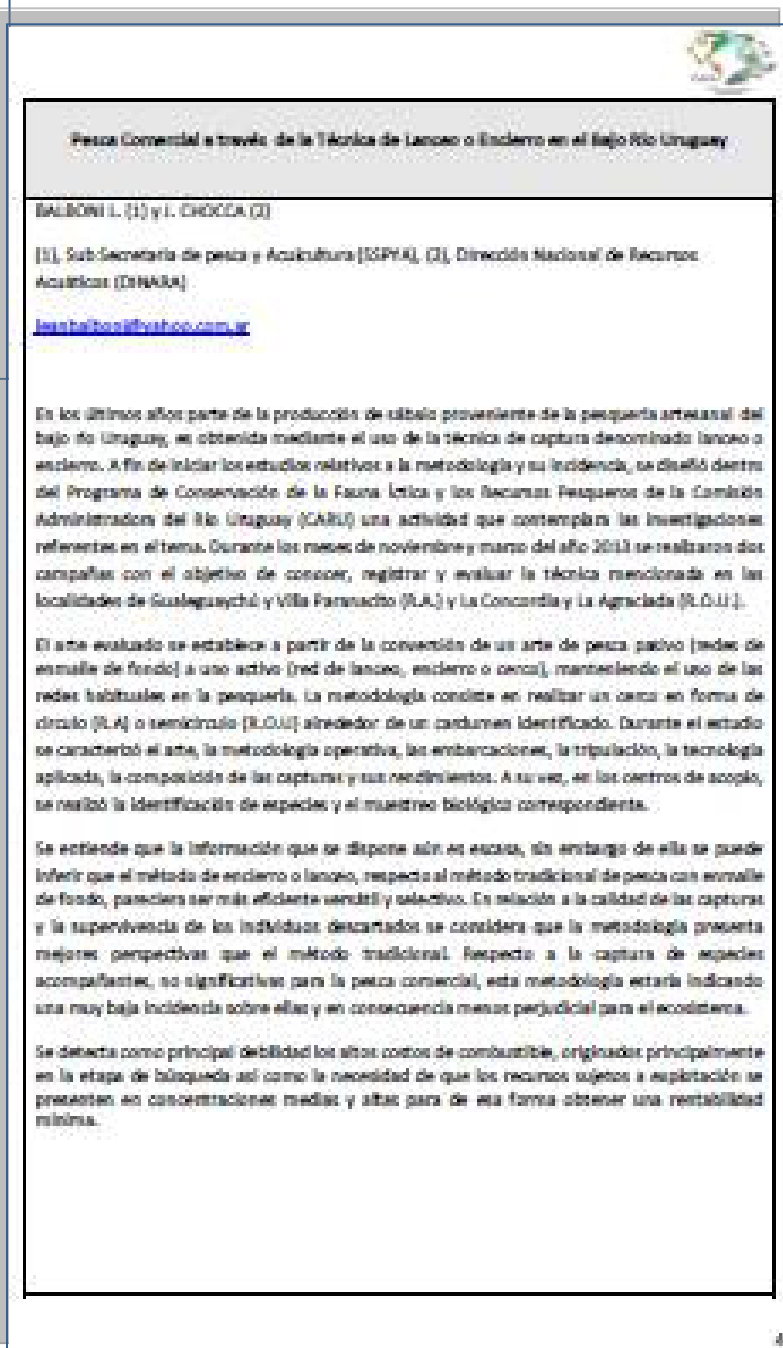 Pesca Comercial a través de la Técnica de Lanceo o Encierro en el Bajo Río Uruguay
BALBONI L. (1) y J. CHOCCA (2)
(1), Sub Secretaría de pesca y Acuicultura (SSPYA), (2), Dirección Nacional de Recursos
Acuáticos (DINARA)
leanbalboni@yahoo.com.ar
En los últimos años parte de la producción de sábalo proveniente de la pesquería artesanal del
bajo río Uruguay, es obtenida mediante el uso de la técnica de captura denominado lanceo o
encierro. A fin de iniciar los estudios relativos a la metodología y su incidencia, se diseñó dentro
del Programa de Conservación de la Fauna Íctica y los Recursos Pesqueros de la Comisión
Administradora del Río Uruguay (CARU) una actividad que contemplara las investigaciones
referentes en el tema. Durante los meses de noviembre y marzo del año 2013 se realizaron dos
campañas con el objetivo de conocer, registrar y evaluar la técnica mencionada en las
localidades de Gualeguaychú y Villa Paranacito (R.A.) y La Concordia y La Agraciada (R.O.U.).
El arte evaluado se establece a partir de la conversión de un arte de pesca pasivo (redes de
enmalle de fondo) a uno activo (red de lanceo, encierro o cerco), manteniendo el uso de las
redes habituales en la pesquería. La metodología consiste en realizar un cerco en forma de
círculo (R.A) o semicírculo (R.O.U) alrededor de un cardumen identificado. Durante el estudio
se caracterizó el arte, la metodología operativa, las embarcaciones, la tripulación, la tecnología
aplicada, la composición de las capturas y sus rendimientos. A su vez, en los centros de acopio,
se realizó la identificación de especies y el muestreo biológico correspondiente.
Se entiende que la información que se dispone aún es escasa, sin embargo de ella se puede
inferir que el método de encierro o lanceo, respecto al método tradicional de pesca con enmalle
de fondo, pareciera ser más eficiente versátil y selectivo. En relación a la calidad de las capturas
y la supervivencia de los individuos descartados se considera que la metodología presenta
mejores perspectivas que el método tradicional. Respecto a la captura de especies
acompañantes, no significativas para la pesca comercial, esta metodología estaría indicando
una muy baja incidencia sobre ellas y en consecuencia menos perjudicial para el ecosistema.
Se detecta como principal debilidad los altos costos de combustible, originados principalmente
en la etapa de búsqueda así como la necesidad de que los recursos sujetos a explotación se
presenten en concentraciones medias y altas para de esa forma obtener una rentabilidad
mínima.
4